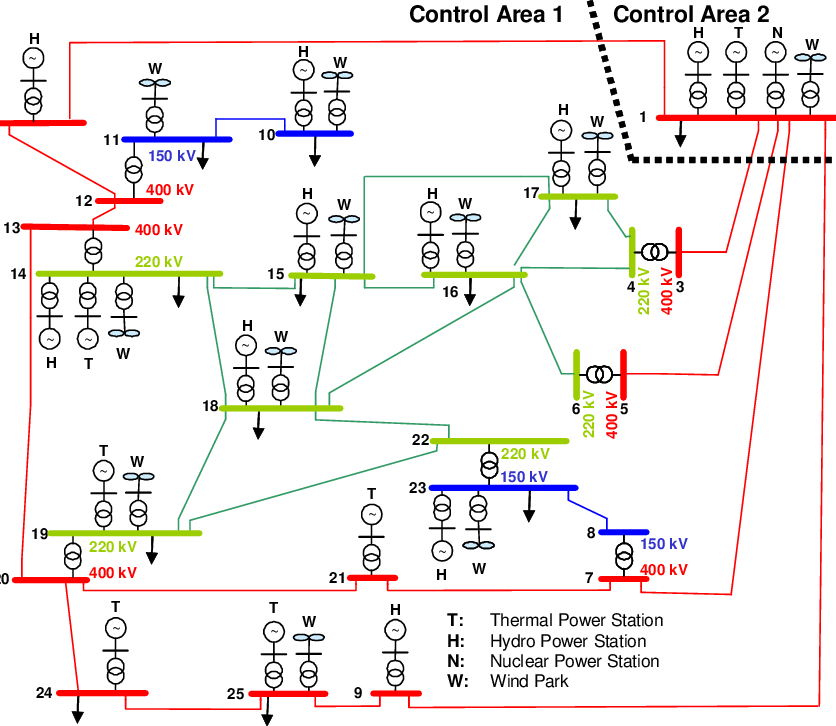 Control Area 1
Control Area 2
H
H T N W
~
~ ~ ~
1
W
H W
~
11
150 kV
10
H W
~
17
12
400 kV
13
400 kV
H W
~
15
H W
~
16
4
220 kV
400 kV
3
14
220 kV
~ ~
H T W
H W
~
18
6
220 kV
400 kV
5
22
220 kV
23
150 kV
~
H W
8
150 kV
7
400 kV
T W
~
19
220 kV
0
400 kV
T
~
21
T
~
24
T W
~
25
H
~
9
T: Thermal Power Station
H: Hydro Power Station
N: Nuclear Power Station
W: Wind Park